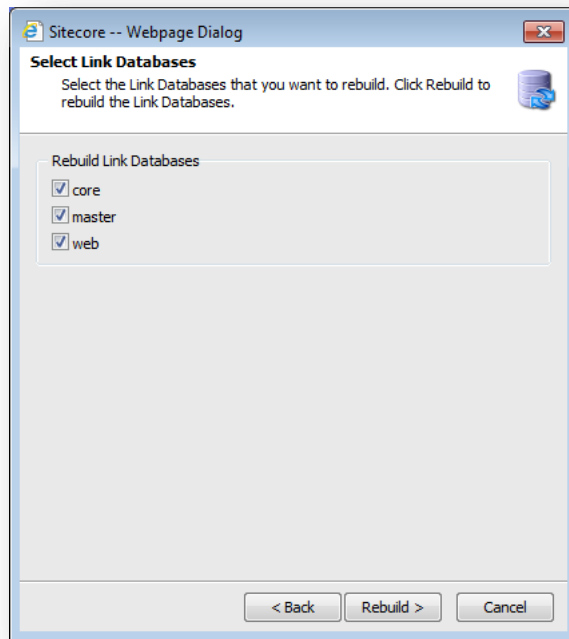 Sitecore -- Webpage Dialog
Select Link Databases
Select the Link Databases that you want to rebuild. Click Rebuild to
rebuild the Link Databases.
Rebuild Link Databases
core
master
web
< Back
Rebuild >
Cancel